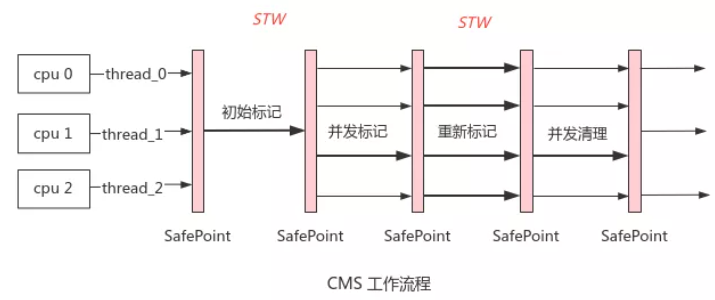 STW STW
cpu 0 thread_0
初始标记
cpu 1 thread_1 并发标记 重新标记 并发清理
cpu 2 thread_2
SafePoint SafePoint SafePoint SafePoint SafePoint
CMS 工作流程